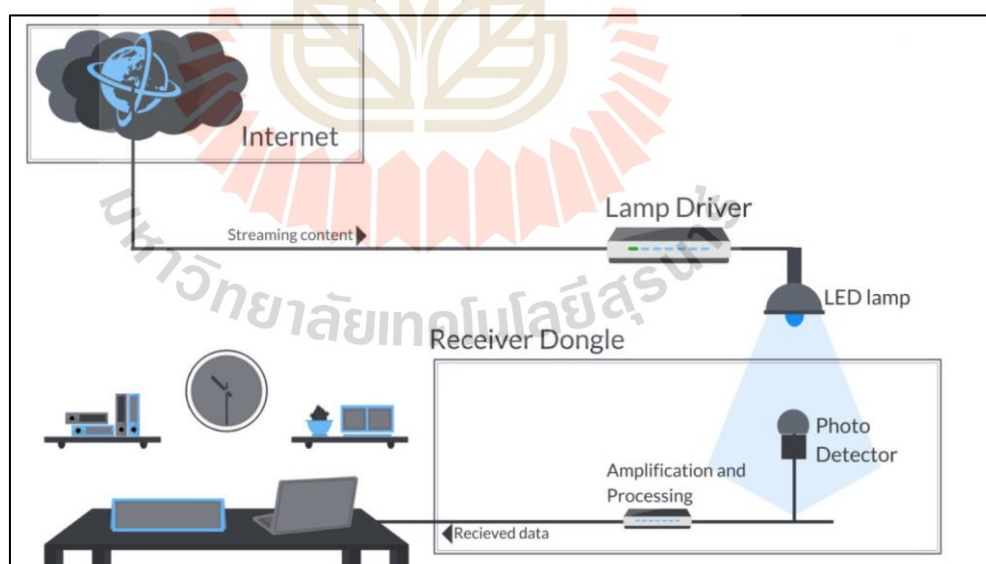 Internet
Lamp Driver
Streaming content
LED lamp
มหาวิทยาลัยเทคโนโลยีสุรนาร
Receiver Dongle
Photo
Detector
Amplification and
Processing
Recieved data